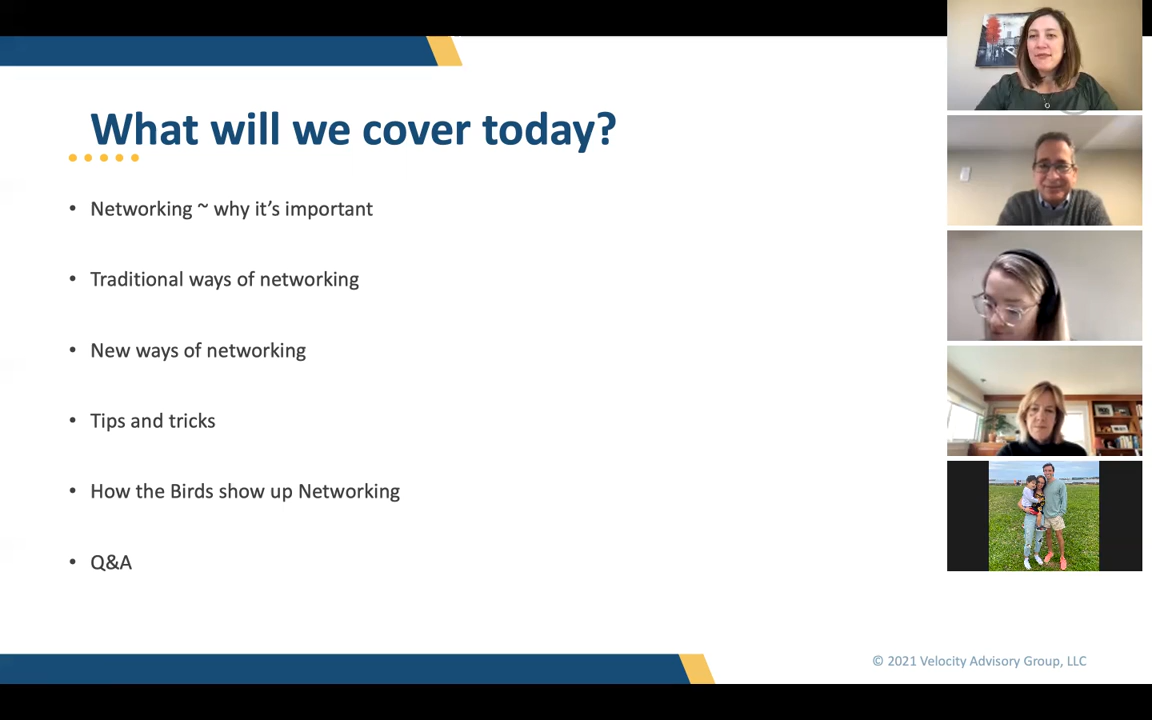 What will we cover today?
• Networking ~ why it's important
• Traditional ways of networking
• New ways of networking
• Tips and tricks
• How the Birds show up Networking
• Q&A
© 2021 Velocity Advisory Group, LLC